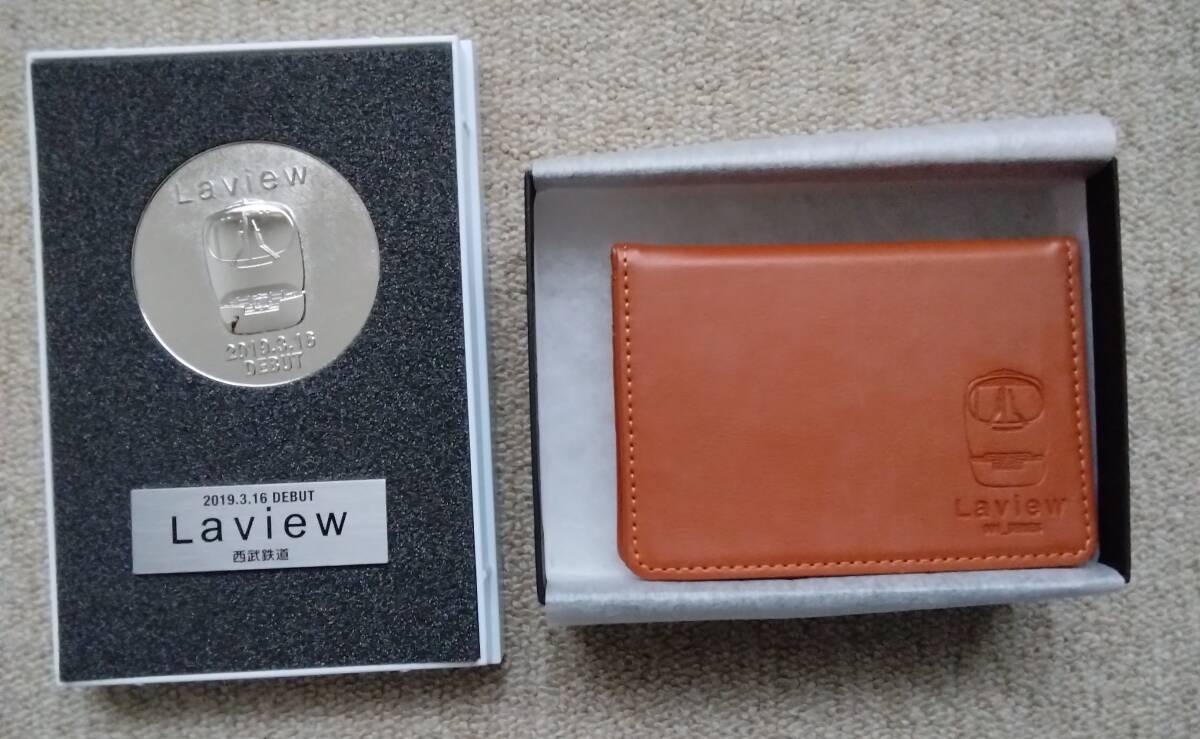 Laview
2019.3.16
DEBUT
2019.3.16 DEBUT
Laview
西武鉄道
Laview